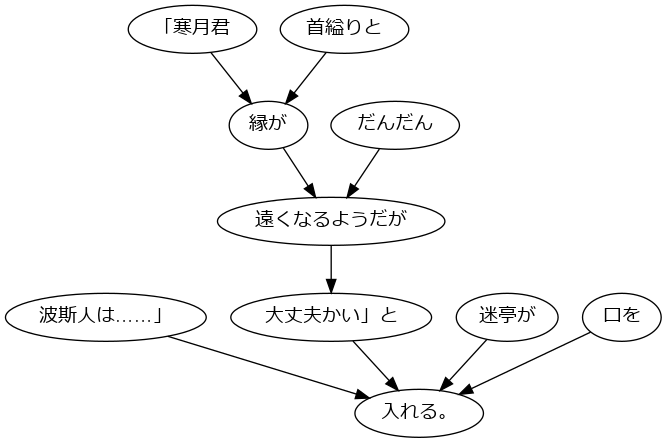 「寒月君
首縊りと
縁が
だんだん
遠くなるようだが
波斯人は……」
大丈夫かい」と
迷亭が
口を
入れる。